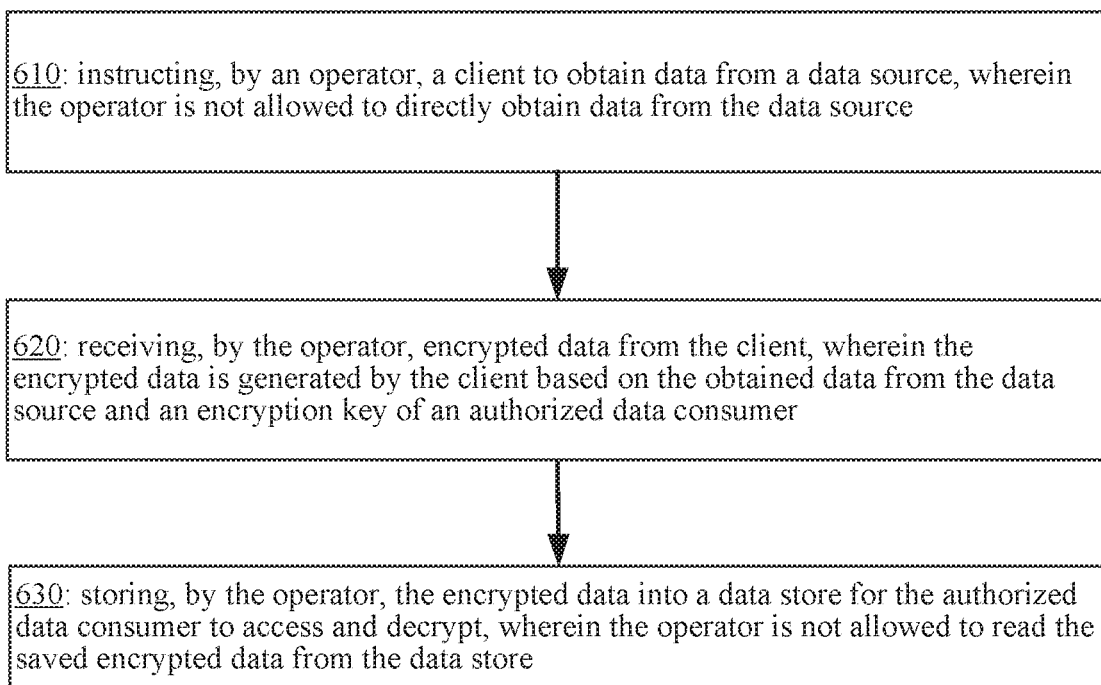 610: instructing, by an operator, a client to obtain data from a data source, wherein
the operator is not allowed to directly obtain data from the data source
620: receiving, by the operator, encrypted data from the client, wherein the
encrypted data is generated by the client based on the obtained data from the data
source and an encryption key of an authorized data consumer
630: storing, by the operator, the encrypted data into a data store for the authorized
data consumer to access and decrypt, wherein the operator is not allowed to read the
saved encrypted data from the data store